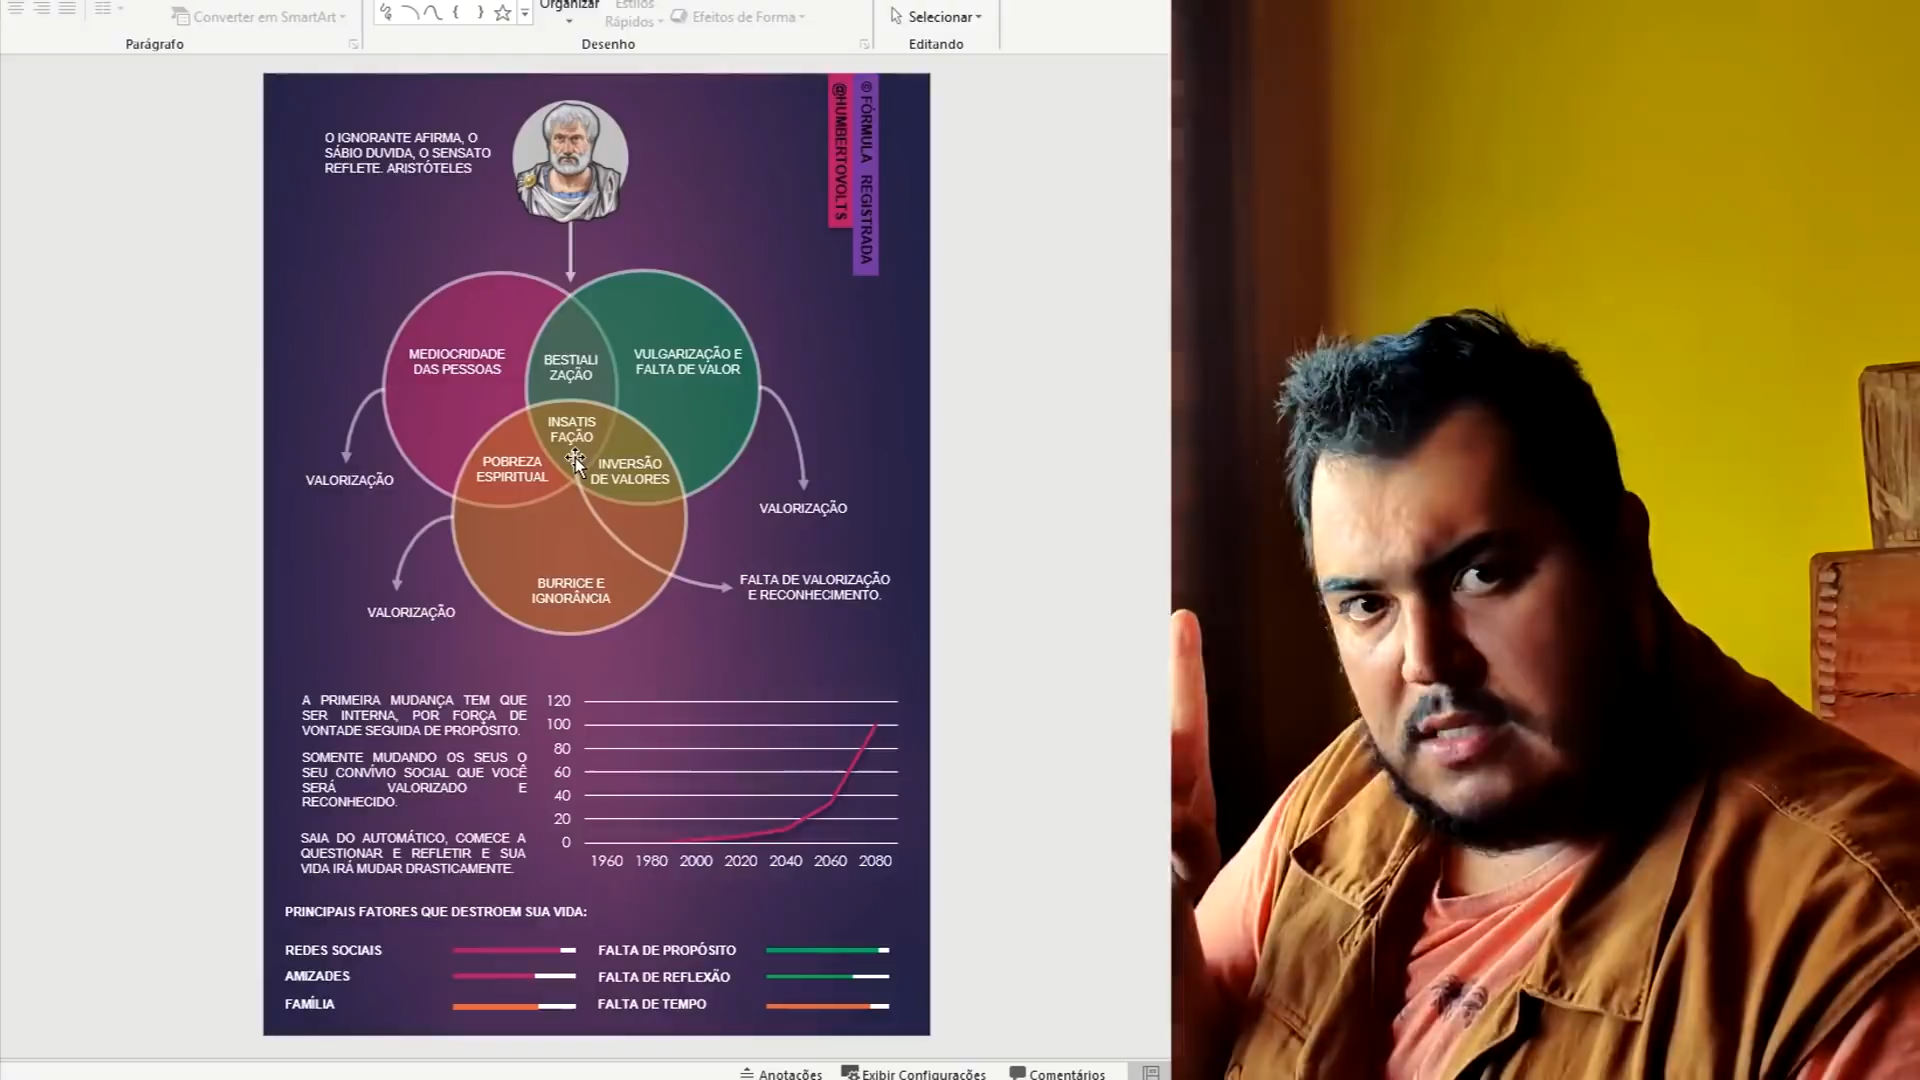 Converter em SmartArt
Organizar
Estilos
Rápidos
Efeitos de Forma
Selecionar
Parágrafo
Desenho
Editando
O IGNORANTE AFIRMA, O
SÁBIO DUVIDA, O SENSATO
REFLETE. ARISTÓTELES
@HUMBERTOVOLTS
© FÓRMULA REGISTRADA
MEDIOCRIDADE
DAS PESSOAS
BESTIALI
ZAÇÃO
VULGARIZAÇÃO E
FALTA DE VALOR
INSATIS
FAÇÃO
POBREZA
ESPIRITUAL
INVERSÃO
DE VALORES
VALORIZAÇÃO
VALORIZAÇÃO
BURRICE E
IGNORÂNCIA
FALTA DE VALORIZAÇÃO
E RECONHECIMENTO.
VALORIZAÇÃO
A PRIMEIRA MUDANÇA TEM QUE
SER INTERNA, POR FORÇA DE
VONTADE SEGUIDA DE PROPÓSITO.
SOMENTE MUDANDO OS SEUS O
SEU CONVÍVIO SOCIAL QUE VOCÊ
SERÁ VALORIZADO E
RECONHECIDO.
SAIA DO AUTOMÁTICO, COMECE A
QUESTIONAR E REFLETIR E SUA
VIDA IRÁ MUDAR DRASTICAMENTE.
120
100
80
60
40
20
0
1960 1980 2000 2020 2040 2060 2080
PRINCIPAIS FATORES QUE DESTROEM SUA VIDA:
REDES SOCIAIS
FALTA DE PROPÓSITO
AMIZADES
FALTA DE REFLEXÃO
FAMÍLIA
FALTA DE TEMPO
Anotações
Exibir Configurações
Comentários